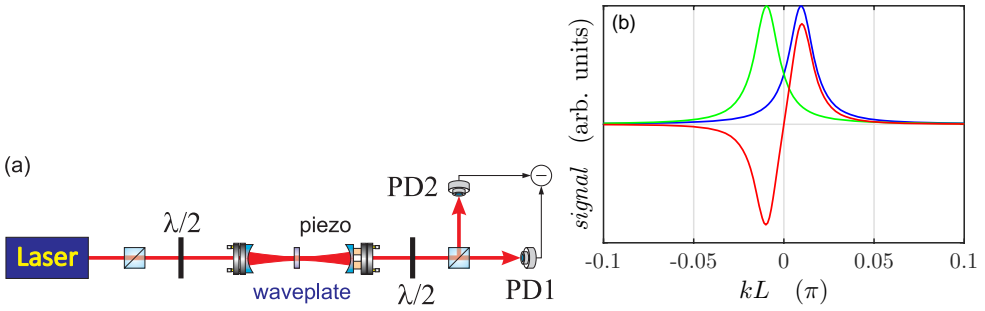 (a)
Laser
λ/2
waveplate
piezo
λ/2
PD2
PD1
−
(b)
signal (arb. units)
-0.1 -0.05 0 0.05 0.1
kL (π)